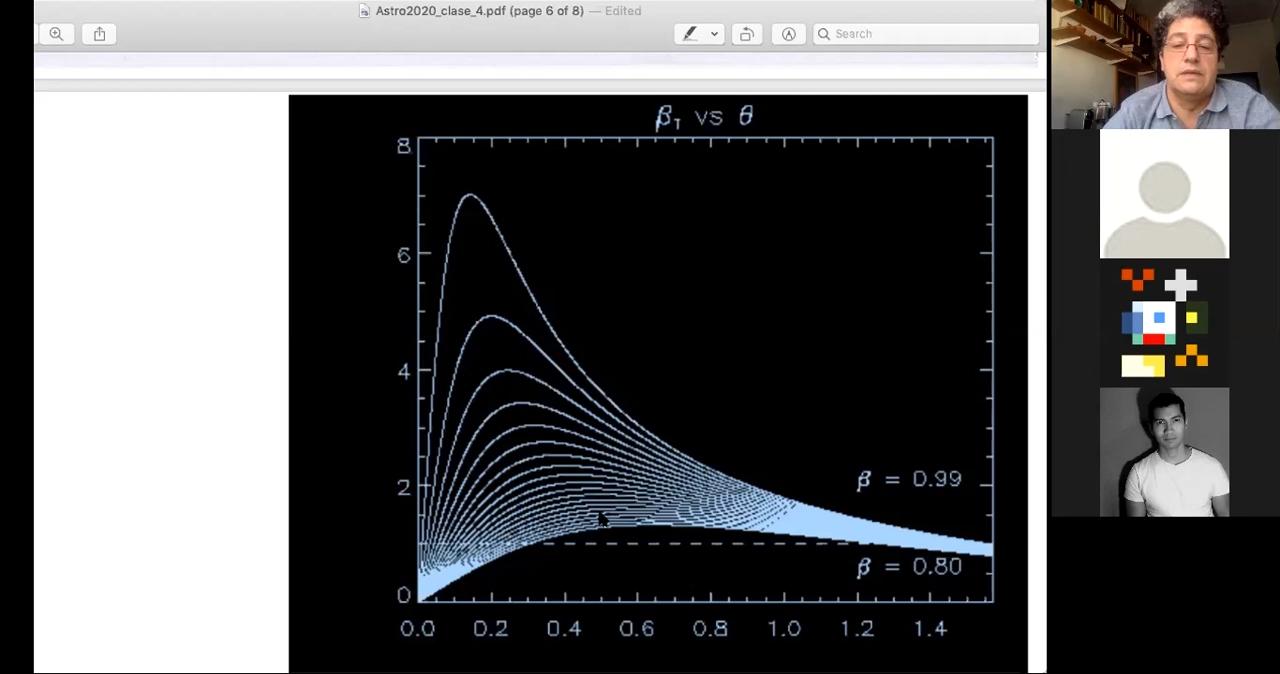 Astro2020_clase_4.pdf (page 6 of 8) — Edited
Search
βT vs θ
8
6
4
2
0
β = 0.99
β = 0.80
0.0 0.2 0.4 0.6 0.8 1.0 1.2 1.4